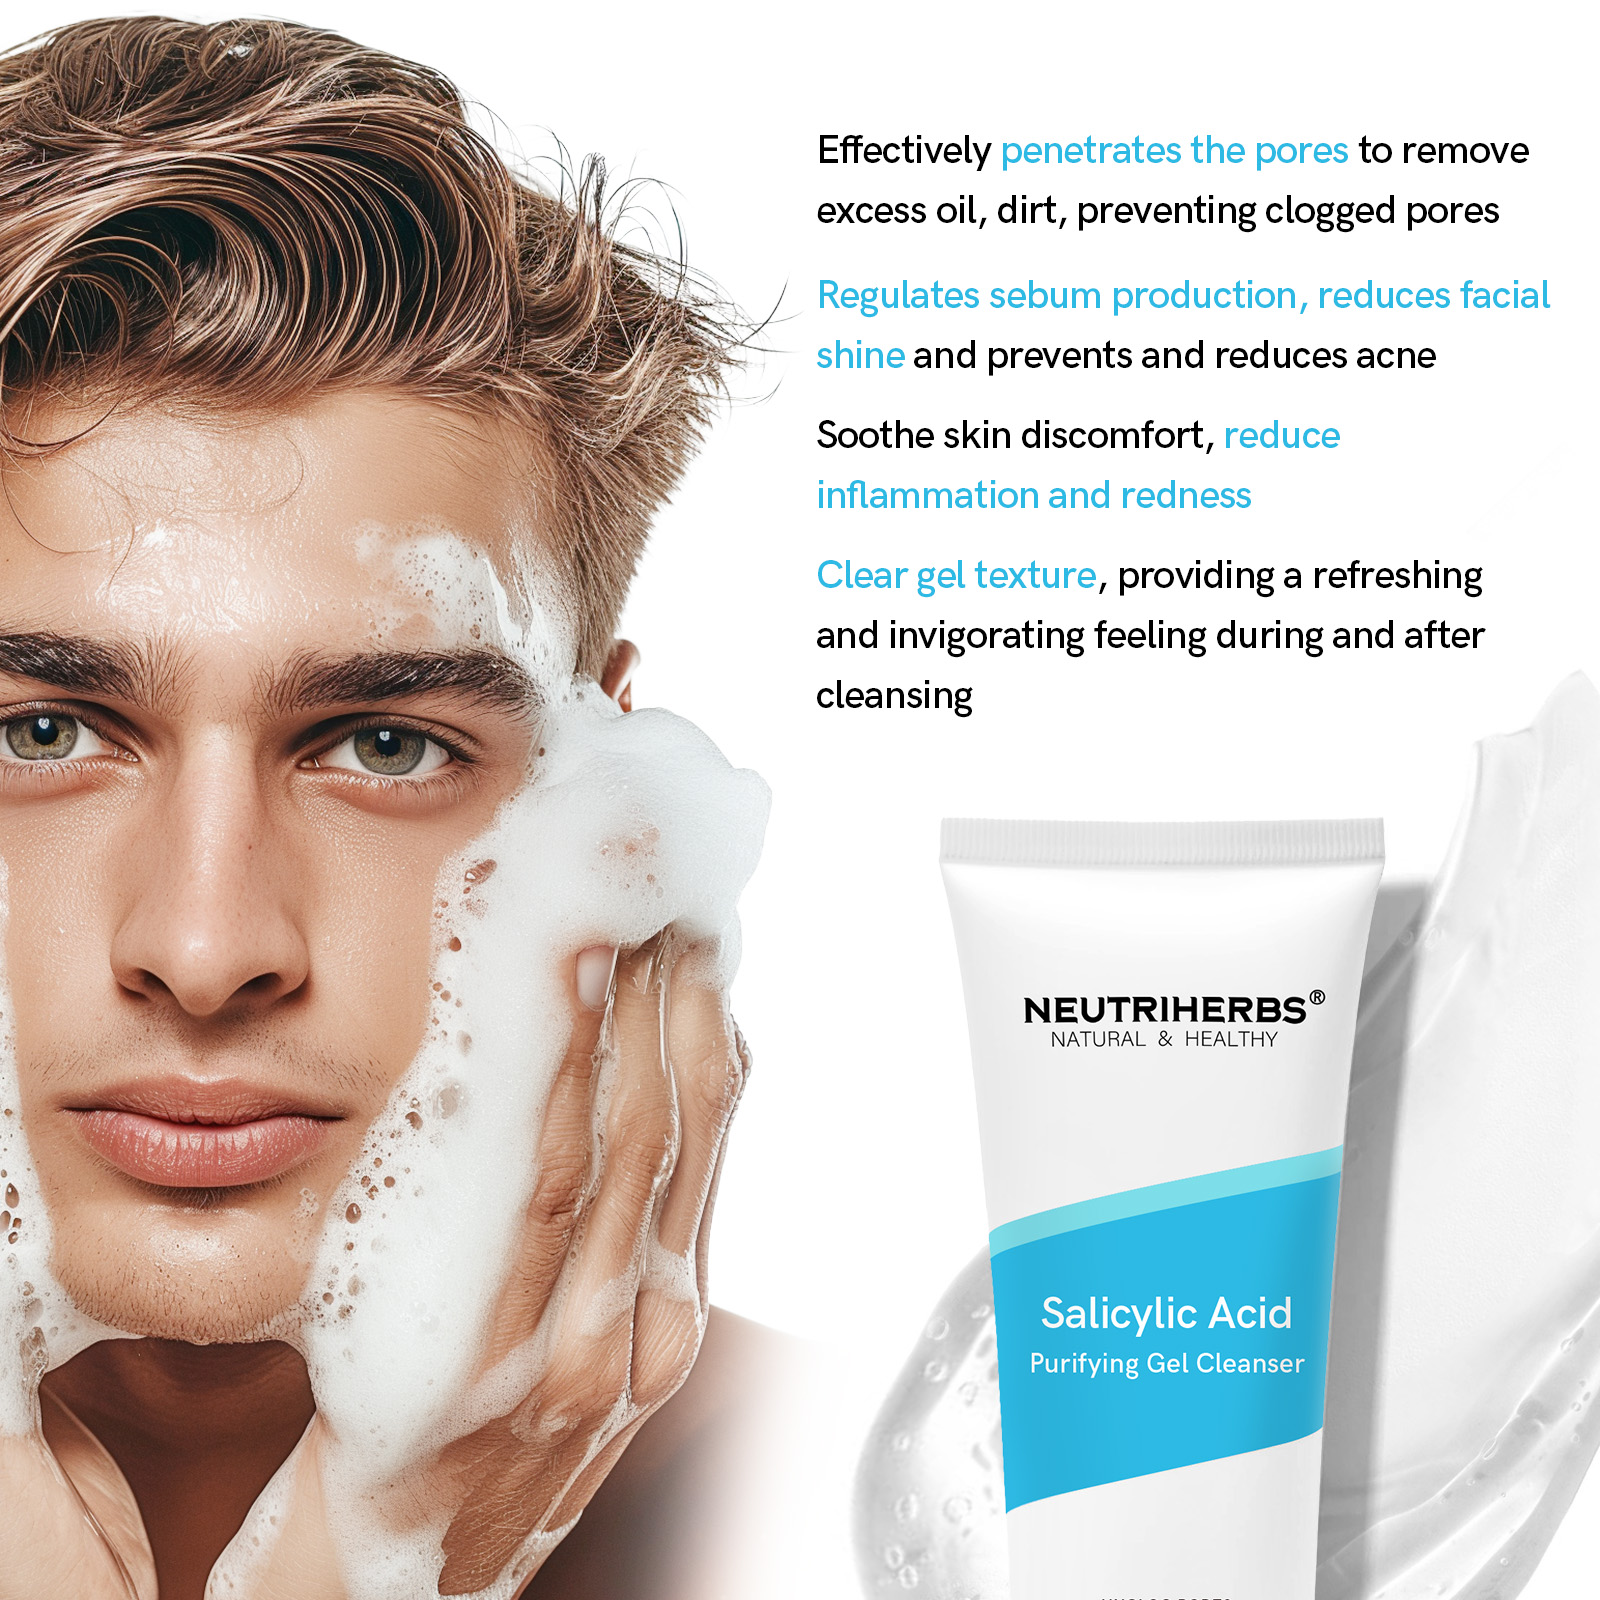 Effectively penetrates the pores to remove
excess oil, dirt, preventing clogged pores
Regulates sebum production, reduces facial
shine and prevents and reduces acne
Soothe skin discomfort, reduce
inflammation and redness
Clear gel texture, providing a refreshing
and invigorating feeling during and after
cleansing
NEUTRIHERBS®
NATURAL & HEALTHY
Salicylic Acid
Purifying Gel Cleanser